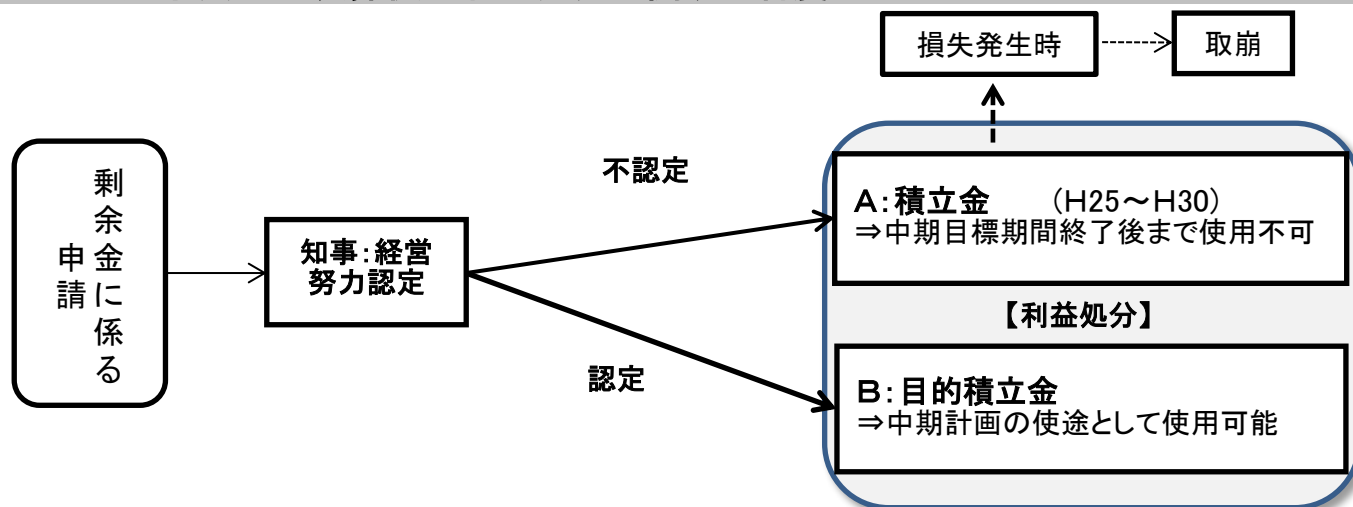 損失発生時
取崩
剰余金に係る
申請
知事：経営
努力認定
不認定
認定
A：積立金　（H25～H30）
⇒中期目標期間終了後まで使用不可
【利益処分】
B：目的積立金
⇒中期計画の使途として使用可能